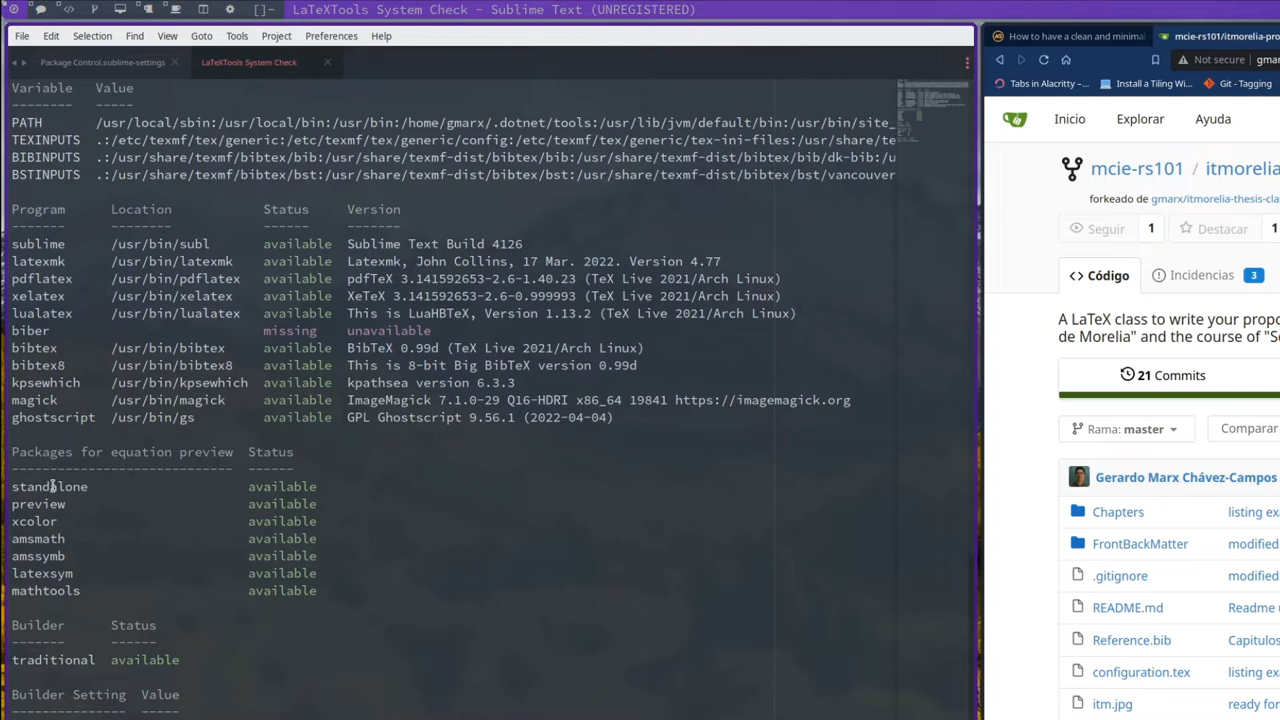 LaTeXTools System Check - Sublime Text (UNREGISTERED)
File Edit Selection Find View Goto Tools Project Preferences Help
Package Control.sublime-settings LaTeXTools System Check
Variable Value
-------- -----
PATH /usr/local/sbin:/usr/local/bin:/usr/bin:/home/gmarx/.dotnet/tools:/usr/lib/jvm/default/bin:/usr/bin/site_
TEXINPUTS .:/etc/texmf/tex/generic:/etc/texmf/tex/generic/config:/etc/texmf/tex/generic/tex-ini-files:/usr/share/t
BIBINPUTS .:/usr/share/texmf-dist/bibtex/bib:/usr/share/texmf-dist/bibtex/bib:/usr/share/texmf-dist/bibtex/bib/dk-bib:/u
BSTINPUTS .:/usr/share/texmf-dist/bibtex/bst:/usr/share/texmf-dist/bibtex/bst:/usr/share/texmf-dist/bibtex/bst/vancouver
Program Location Status Version
------- -------- ------ -------
sublime /usr/bin/subl available Sublime Text Build 4126
latexmk /usr/bin/latexmk available Latexmk, John Collins, 17 Mar. 2022. Version 4.77
pdflatex /usr/bin/pdflatex available pdfTeX 3.141592653-2.6-1.40.23 (TeX Live 2021/Arch Linux)
xelatex /usr/bin/xelatex available XeTeX 3.141592653-2.6-0.999993 (TeX Live 2021/Arch Linux)
lualatex /usr/bin/lualatex available This is LuaHBTeX, Version 1.13.2 (TeX Live 2021/Arch Linux)
biber missing unavailable
bibtex /usr/bin/bibtex available BibTeX 0.99d (TeX Live 2021/Arch Linux)
bibtex8 /usr/bin/bibtex8 available This is 8-bit Big BibTeX version 0.99d
kpsewhich /usr/bin/kpsewhich available kpathsea version 6.3.3
magick /usr/bin/magick available ImageMagick 7.1.0-29 Q16-HDRI x86_64 19841 https://imagemagick.org
ghostscript /usr/bin/gs available GPL Ghostscript 9.56.1 (2022-04-04)
Packages for equation preview Status
----------------------------- ------
standalone available
preview available
xcolor available
amsmath available
amssymb available
latexsym available
mathtools available
Builder Status
------- ------
traditional available
Builder Setting Value
--------------- -----
How to have a clean and minimal mcie-rs101/itmorelia-pro
Not secure gmar
Tabs in Alacritty –... Install a Tiling Wi... Git - Tagging
Inicio Explorar Ayuda
mcie-rs101 / itmorelia
forkeado de gmarx/itmorelia-thesis-cla
Seguir 1 Destacar 1
<> Código Incidencias 3
A LaTeX class to write your propo
de Morelia" and the course of "Se
21 Commits
Rama: master Comparar
Gerardo Marx Chávez-Campos
Chapters listing exa
FrontBackMatter modified
.gitignore modified
README.md Readme
Reference.bib Capitulos
configuration.tex listing exa
itm.jpg ready for